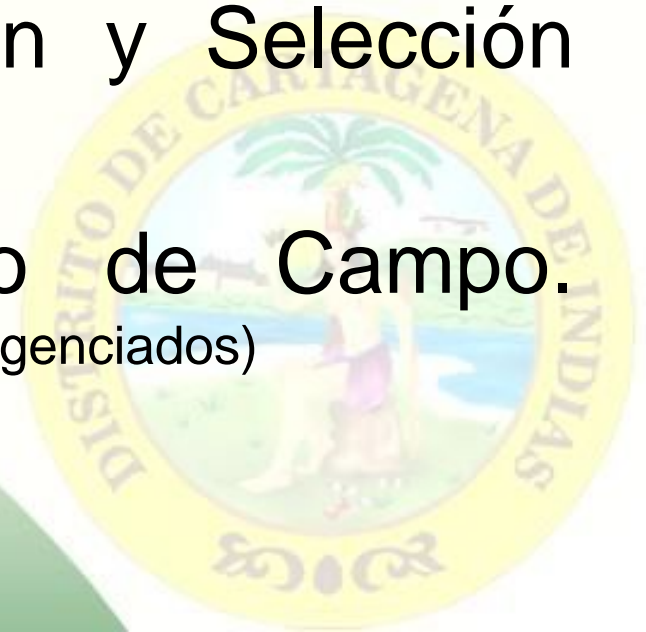 n y Selección
o de Campo.
genciados)
DISTRITO DE CARTAGENA DE INDIAS